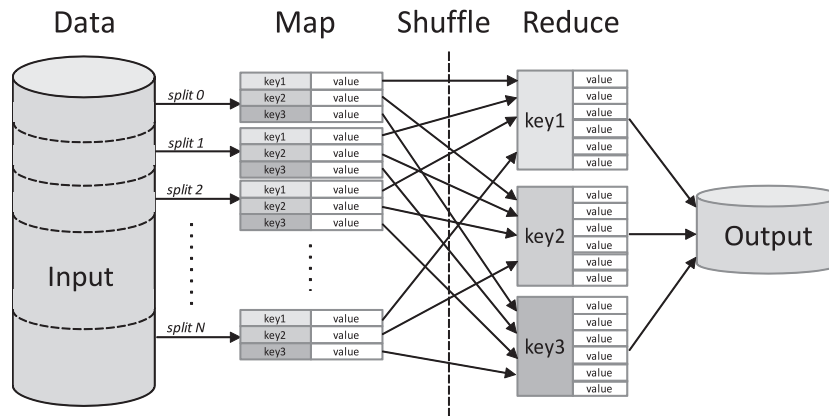 Data
Map
Shuffle
Reduce
Input
split 0
split 1
split 2
split N
key1 value
key2 value
key3 value
key1 value
key2 value
key3 value
key1 value
key2 value
key3 value
key1 value
key2 value
key3 value
key1
value
value
value
value
value
value
key2
value
value
value
value
value
value
key3
value
value
value
value
value
value
Output